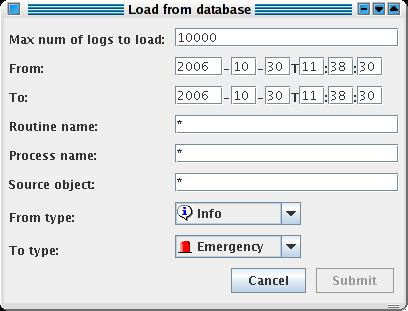 Load from database
Max num of logs to load: 10000
From: 2006 - 10 - 30 T 11 : 38 : 30
To: 2006 - 10 - 30 T 11 : 38 : 30
Routine name: *
Process name: *
Source object: *
From type: Info
To type: Emergency
Cancel Submit